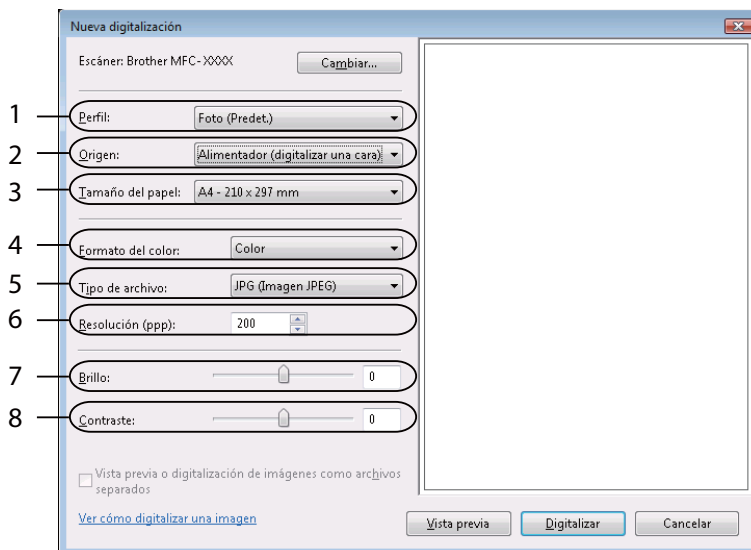 Nueva digitalización
Escáner: Brother MFC-XXXX
Cambiar...
1
Perfil:
Foto (Predet.)
2
Origen:
Alimentador (digitalizar una cara)
3
Tamaño del papel:
A4 - 210 x 297 mm
4
Formato del color:
Color
5
Tipo de archivo:
JPG (Imagen JPEG)
6
Resolución (ppp):
200
7
Brillo:
0
8
Contraste:
0
Vista previa o digitalización de imágenes como archivos
separados
Ver cómo digitalizar una imagen
Vista previa
Digitalizar
Cancelar